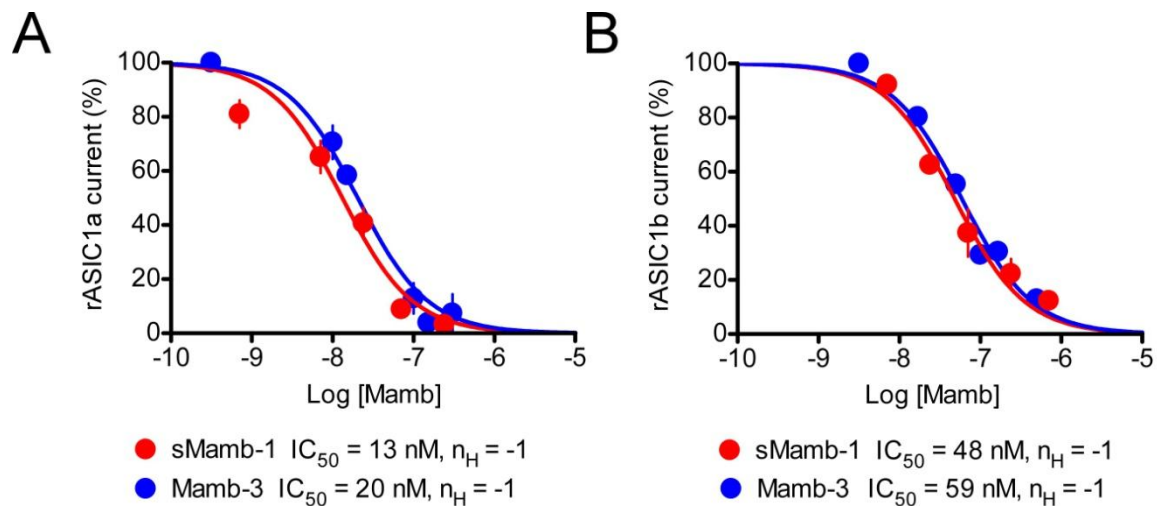 A
B
rASIC1a current (%)
100
80
60
40
20
0
-10 -9 -8 -7 -6 -5
Log [Mamb]
sMamb-1 IC50 = 13 nM, nH = -1
Mamb-3 IC50 = 20 nM, nH = -1
rASIC1b current (%)
100
80
60
40
20
0
-10 -9 -8 -7 -6 -5
Log [Mamb]
sMamb-1 IC50 = 48 nM, nH = -1
Mamb-3 IC50 = 59 nM, nH = -1